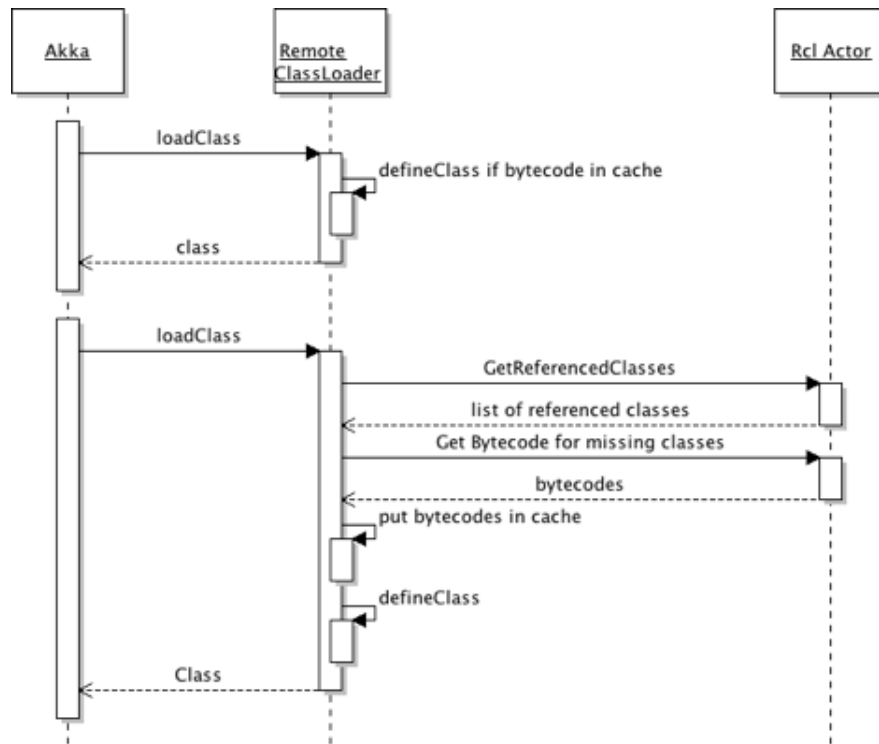 Akka
Remote
ClassLoader
Rcl Actor
loadClass
defineClass if bytecode in cache
class
loadClass
GetReferencedClasses
list of referenced classes
Get Bytecode for missing classes
bytecodes
put bytecodes in cache
defineClass
Class